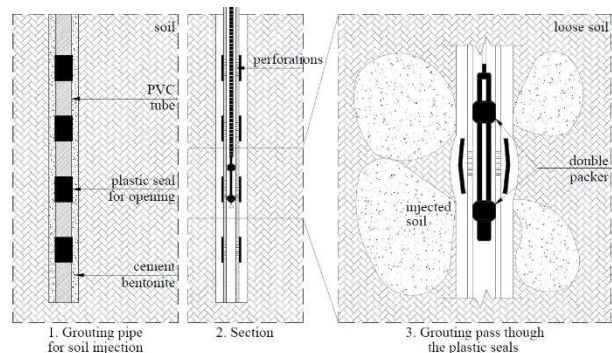 soil
PVC
tube
plastic seal
for opening
cement
bentonite
1. Grouting pipe
for soil injection
perforations
2. Section
loose soil
double
packer
injected
soil
3. Grouting pass though
the plastic seals